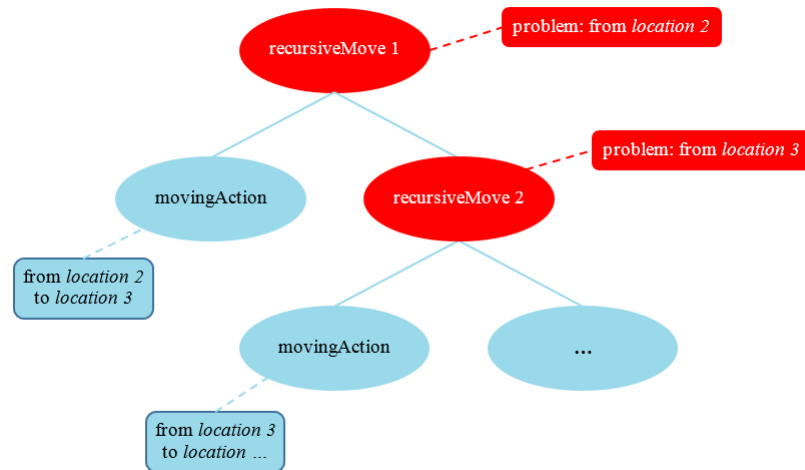 recursiveMove 1
problem: from location 2
movingAction
recursiveMove 2
problem: from location 3
from location 2
to location 3
movingAction
...
from location 3
to location ...